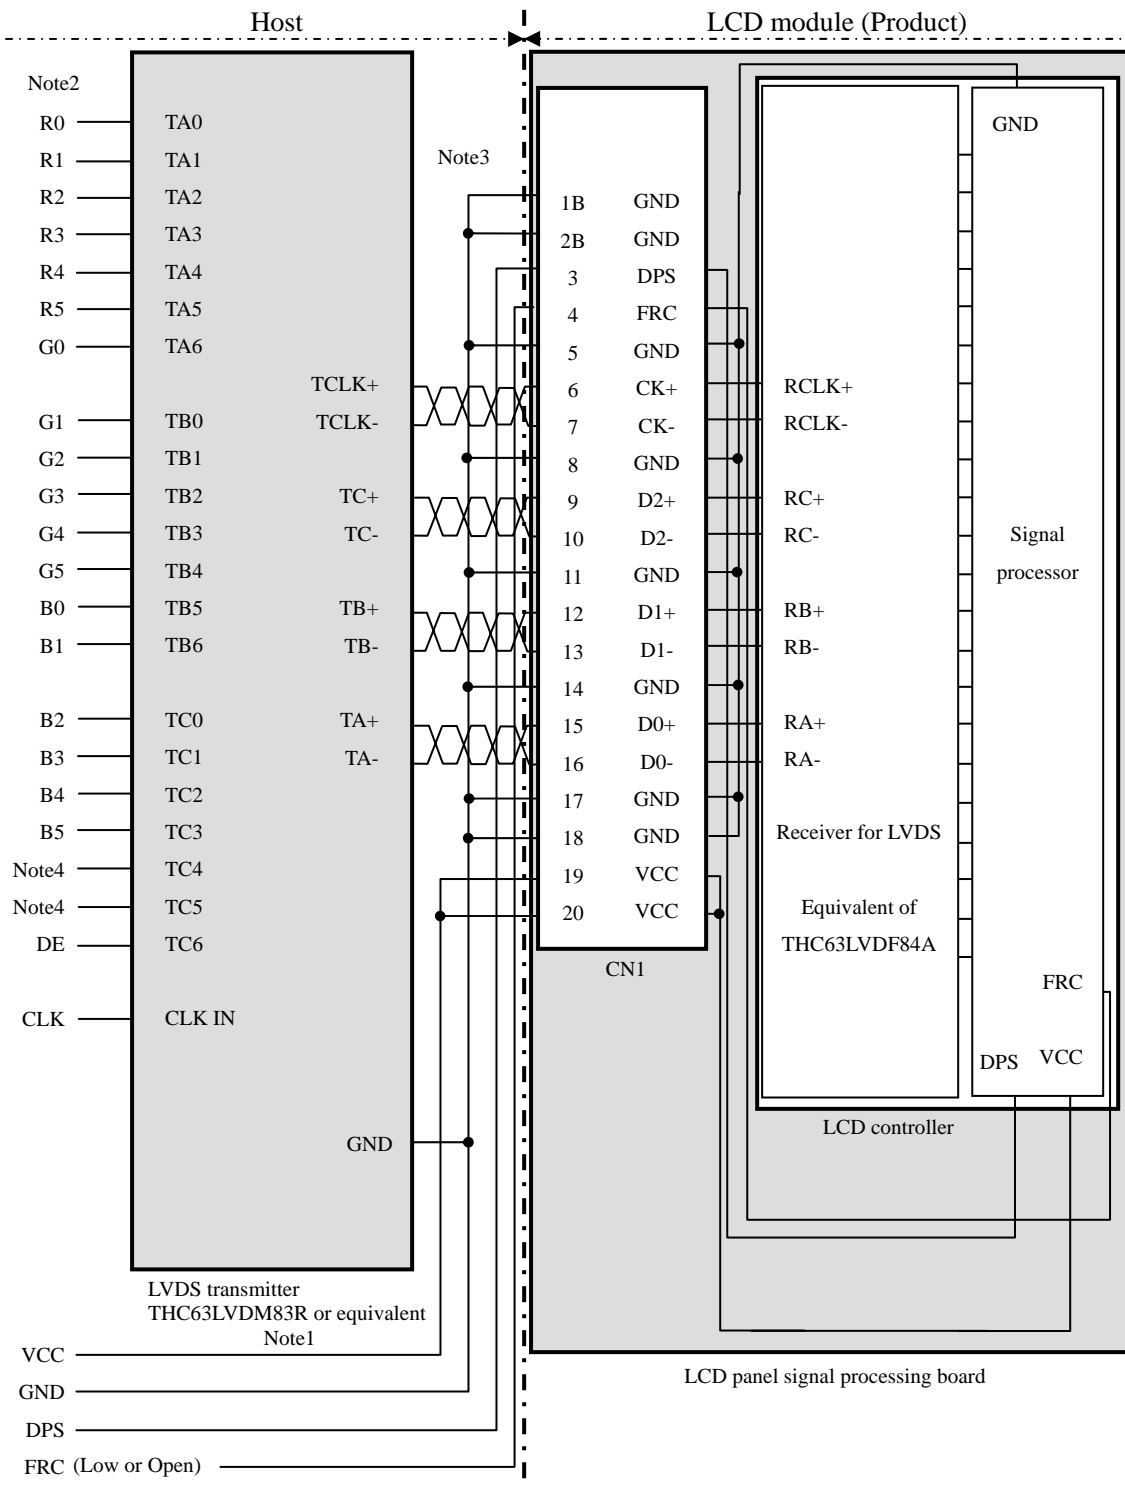 Host
LCD module (Product)
Note2
R0 TA0
R1 TA1
R2 TA2
R3 TA3
R4 TA4
R5 TA5
G0 TA6
G1 TB0
G2 TB1
G3 TB2
G4 TB3
G5 TB4
B0 TB5
B1 TB6
B2 TC0
B3 TC1
B4 TC2
B5 TC3
Note4 TC4
Note4 TC5
DE TC6
CLK CLK IN
TCLK+
TCLK-
TC+
TC-
TB+
TB-
TA+
TA-
GND
LVDS transmitter
THC63LVDM83R or equivalent
Note1
Note3
1B GND
2B GND
3 DPS
4 FRC
5 GND
6 CK+
7 CK-
8 GND
9 D2+
10 D2-
11 GND
12 D1+
13 D1-
14 GND
15 D0+
16 D0-
17 GND
18 GND
19 VCC
20 VCC
CN1
RCLK+
RCLK-
RC+
RC-
RB+
RB-
RA+
RA-
Receiver for LVDS
Equivalent of
THC63LVDF84A
GND
Signal
processor
FRC
DPS VCC
LCD controller
LCD panel signal processing board
VCC
GND
DPS
FRC (Low or Open)